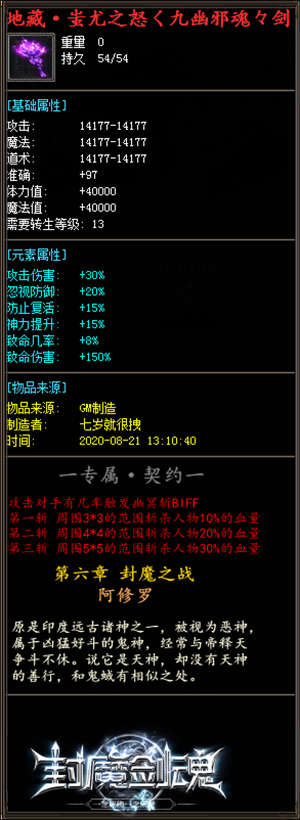 地藏·蚩尤之怒く九幽邪魂々剑
重量 0
持久 54/54
[基础属性]
攻击: 14177-14177
魔法: 14177-14177
道术: 14177-14177
准确: +97
体力值: +40000
魔法值: +40000
需要转生等级: 13
[元素属性]
攻击伤害: +30%
忽视防御: +20%
防止复活: +15%
神力提升: +15%
致命几率: +8%
致命伤害: +150%
[物品来源]
物品来源: GM制造
制造者: 七岁就很拽
时间: 2020-08-21 13:10:40
一专属·契约一
攻击对手有几率触发幽冥斩BIFF
第一斩 周围3*3的范围斩杀人物10%的血量
第二斩 周围4*4的范围斩杀人物20%的血量
第三斩 周围5*5的范围斩杀人物30%的血量
第六章 封魔之战
阿修罗
原是印度远古诸神之一，被视为恶神，
属于凶猛好斗的鬼神，经常与帝释天
争斗不休。说它是天神，却没有天神
的善行，和鬼蜮有相似之处。
封魔剑魂